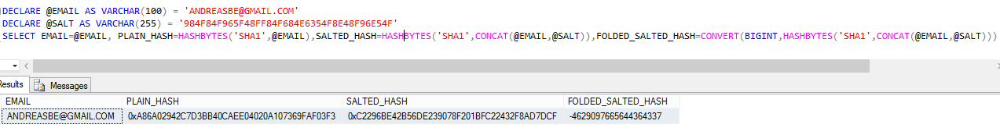 DECLARE @EMAIL AS VARCHAR(100) = 'ANDREASBE@GMAIL.COM'
DECLARE @SALT AS VARCHAR(255) = '984F84F965F48FF84F684E6354F8E48F96E54F'
SELECT EMAIL=@EMAIL, PLAIN_HASH=HASHBYTES('SHA1',@EMAIL),SALTED_HASH=HASHBYTES('SHA1',CONCAT(@EMAIL,@SALT)),FOLDED_SALTED_HASH=CONVERT(BIGINT,HASHBYTES('SHA1',CONCAT(@EMAIL,@SALT)))
Results Messages
EMAIL PLAIN_HASH SALTED_HASH FOLDED_SALTED_HASH
ANDREASBE@GMAIL.COM 0xA86A02942C7D3BB40CAEE04020A107369FAF03F3 0xC2296BE42B56DE239078F201BFC22432F8AD7DCF -4629097665644364337